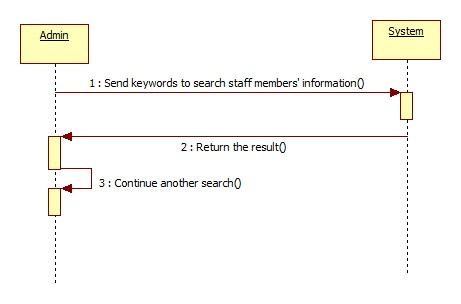 Admin
System
1 : Send keywords to search staff members' information()
2 : Return the result()
3 : Continue another search()